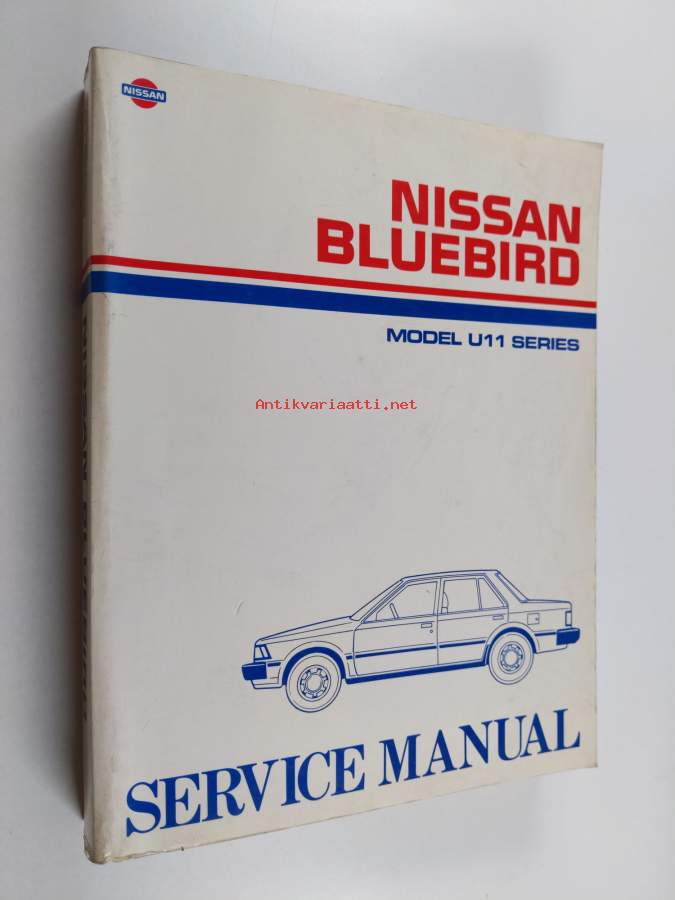 NISSAN
NISSAN
BLUEBIRD
MODEL U11 SERIES
Antikvariaatti.net
SERVICE MANUAL